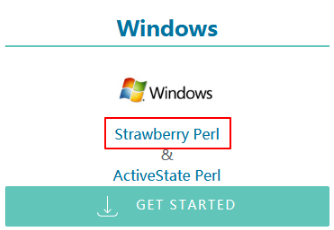 Windows
Windows
Strawberry Perl
&
ActiveState Perl
GET STARTED